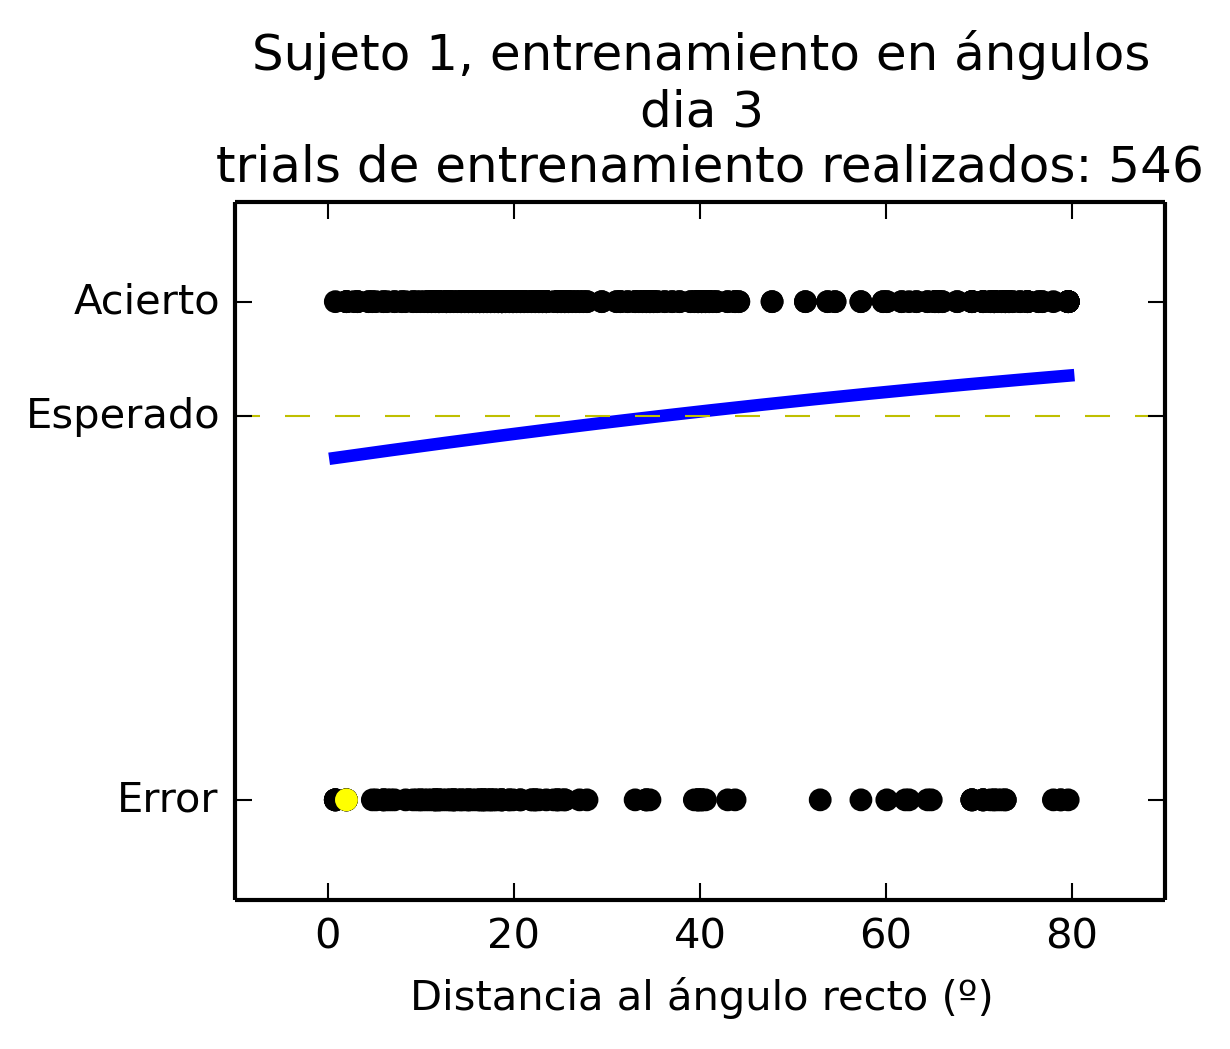 Sujeto 1, entrenamiento en ángulos
dia 3
trials de entrenamiento realizados: 546
Acierto
Esperado
Error
0 20 40 60 80
Distancia al ángulo recto (º)